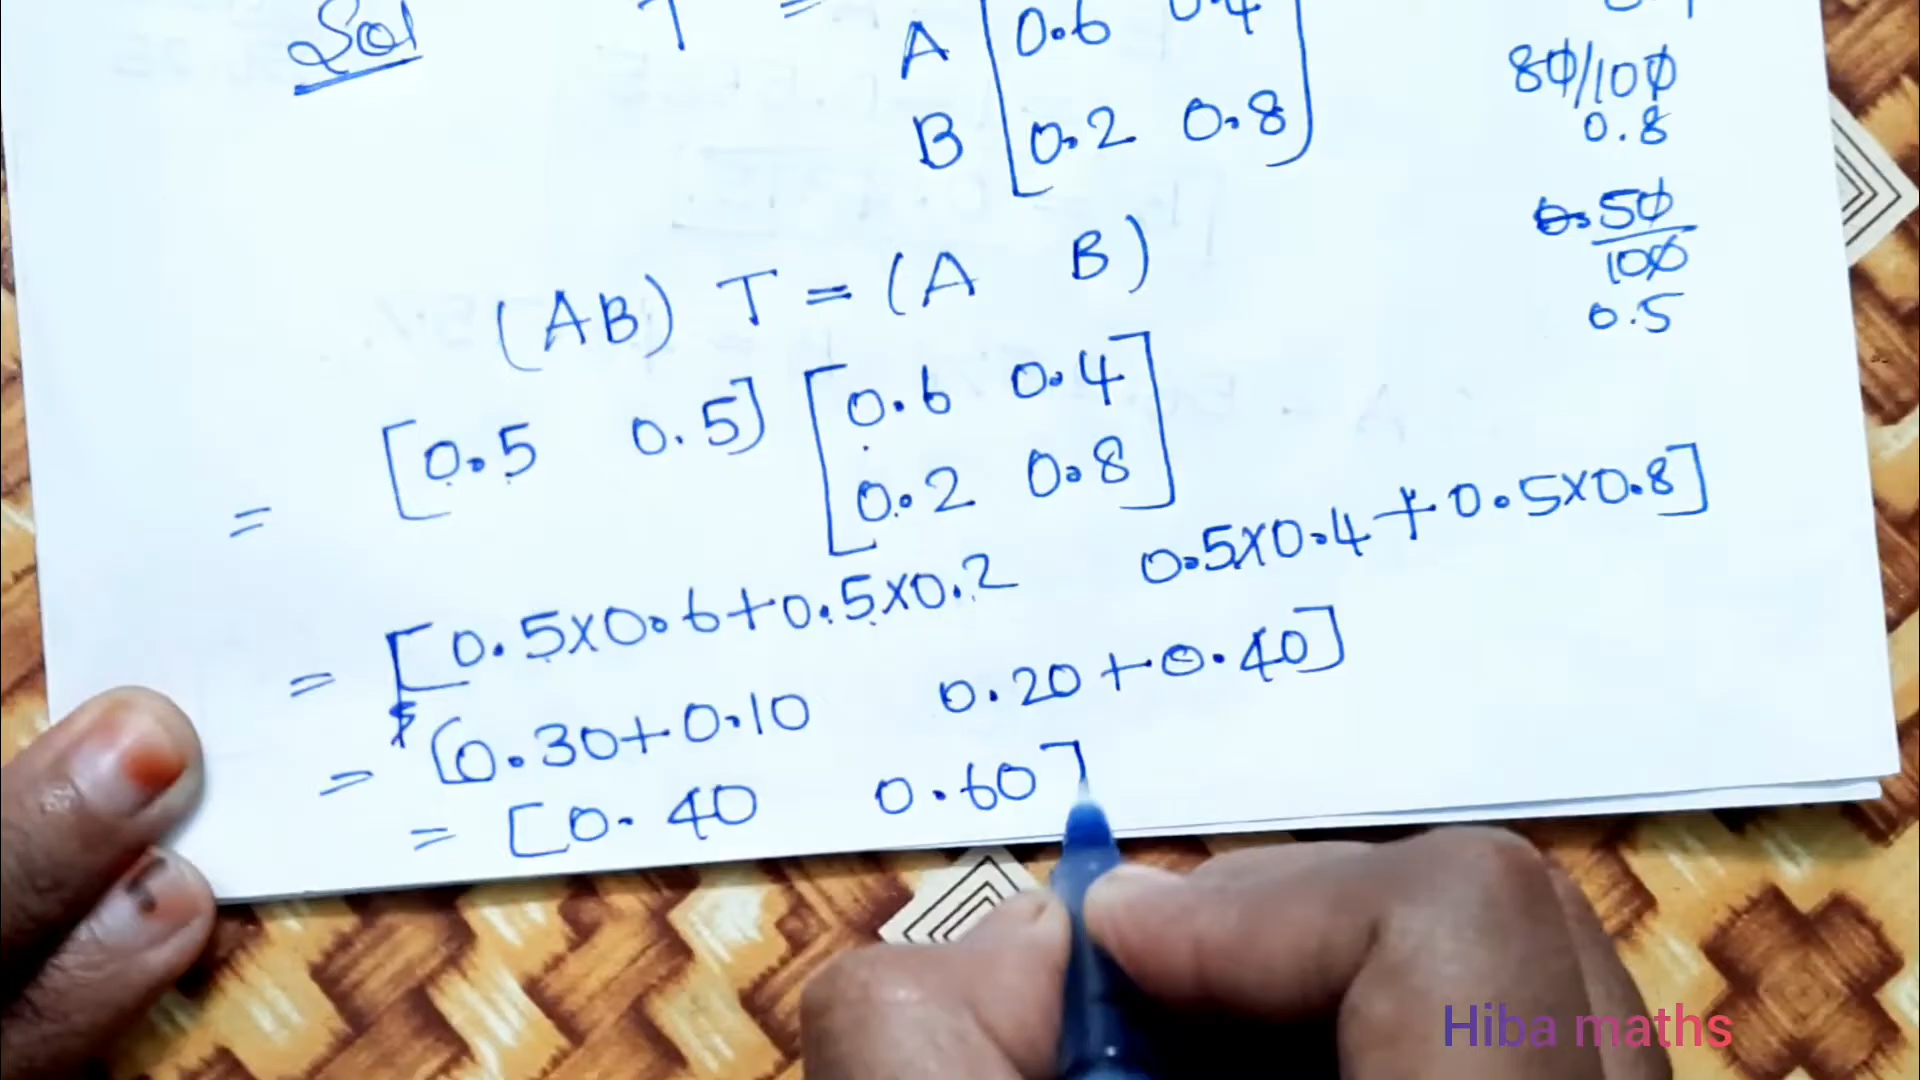 Sol T =
A 0.6 0.4
B 0.2 0.8
80/100
0.8
50
100
0.5
(AB) T = (A B)
= [0.5 0.5] [0.6 0.4
0.2 0.8]
= [0.5×0.6+0.5×0.2 0.5×0.4+0.5×0.8]
= [0.30+0.10 0.20+0.40]
= [0.40 0.60]
Hiba maths